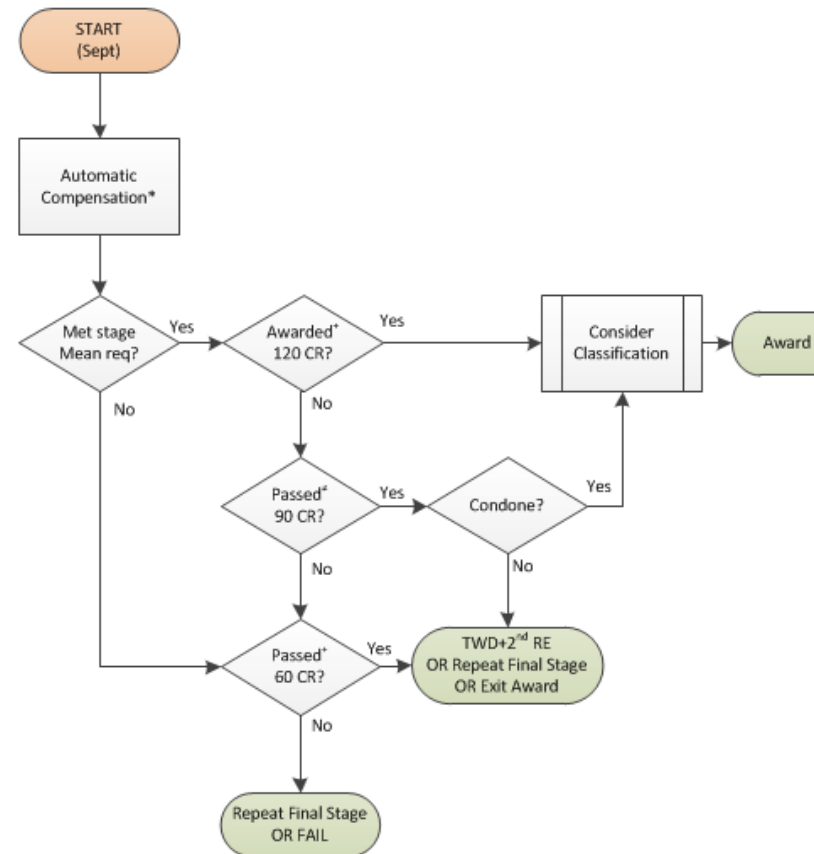 START
(Sept)
Automatic
Compensation*
Met stage
Mean req?
Yes
Awarded⁺
120 CR?
Yes
Consider
Classification
Award
No
No
Passed≠
90 CR?
Yes
Condone?
Yes
No
No
Passed⁺
60 CR?
Yes
TWD+2nd RE
OR Repeat Final Stage
OR Exit Award
No
Repeat Final Stage
OR FAIL